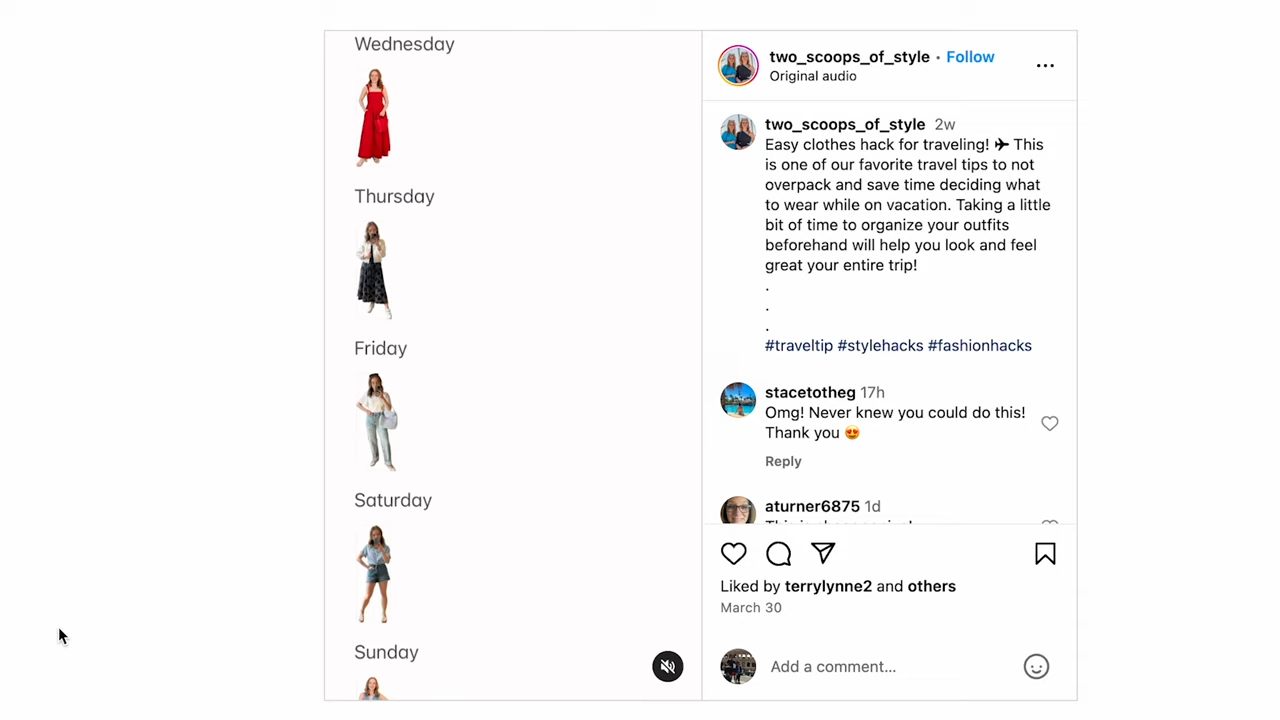 Wednesday
Thursday
Friday
Saturday
Sunday
two_scoops_of_style • Follow
Original audio
two_scoops_of_style 2w
Easy clothes hack for traveling! ✈ This
is one of our favorite travel tips to not
overpack and save time deciding what
to wear while on vacation. Taking a little
bit of time to organize your outfits
beforehand will help you look and feel
great your entire trip!
.
.
.
#traveltip #stylehacks #fashionhacks
stacetotheg 17h
Omg! Never knew you could do this!
Thank you 😍
Reply
aturner6875 1d
Liked by terrylynne2 and others
March 30
Add a comment...